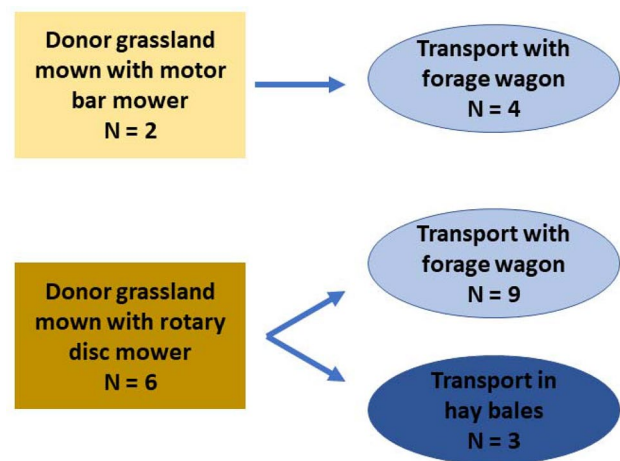 Donor grassland
mown with motor
bar mower
N = 2
Transport with
forage wagon
N = 4
Donor grassland
mown with rotary
disc mower
N = 6
Transport with
forage wagon
N = 9
Transport in
hay bales
N = 3